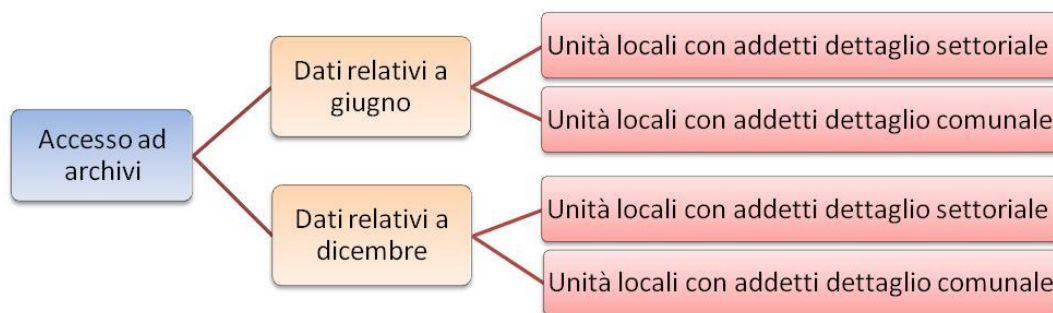 Accesso ad
archivi
Dati relativi a
giugno
Unità locali con addetti dettaglio settoriale
Unità locali con addetti dettaglio comunale
Dati relativi a
dicembre
Unità locali con addetti dettaglio settoriale
Unità locali con addetti dettaglio comunale